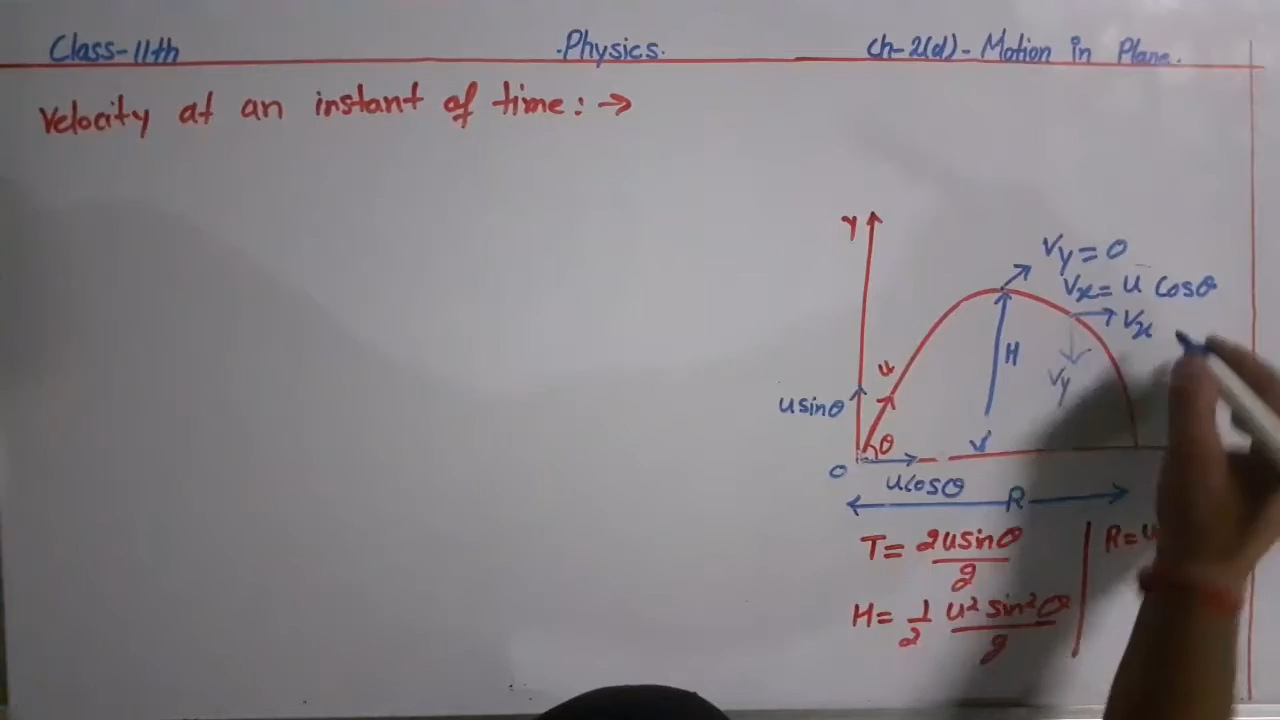 Class-11th
Physics.
Ch-2(d)- Motion in Plane.
Velocity at an instant of time: →
Y
Vy = 0
Vx = u cosθ
Vx
H
Vy
u
u sinθ
θ
O
u cosθ
R
T = 2u sinθ / g
R = u
H = 1/2 u² sin²θ / g